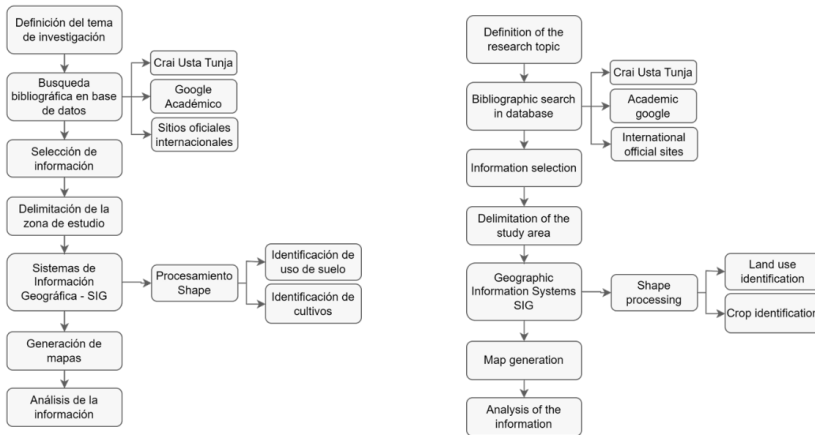 Definición del tema
de investigación
Busqueda
bibliográfica en base
de datos
Crai Usta Tunja
Google
Académico
Sitios oficiales
internacionales
Selección de
información
Delimitación de la
zona de estudio
Sistemas de
Información
Geográfica - SIG
Procesamiento
Shape
Identificación de
uso de suelo
Identificación de
cultivos
Generación de
mapas
Análisis de la
información
Definition of the
research topic
Bibliographic search
in database
Crai Usta Tunja
Academic
google
International
official sites
Information selection
Delimitation of the
study area
Geographic
Information Systems
SIG
Shape
processing
Land use
identification
Crop identification
Map generation
Analysis of the
information